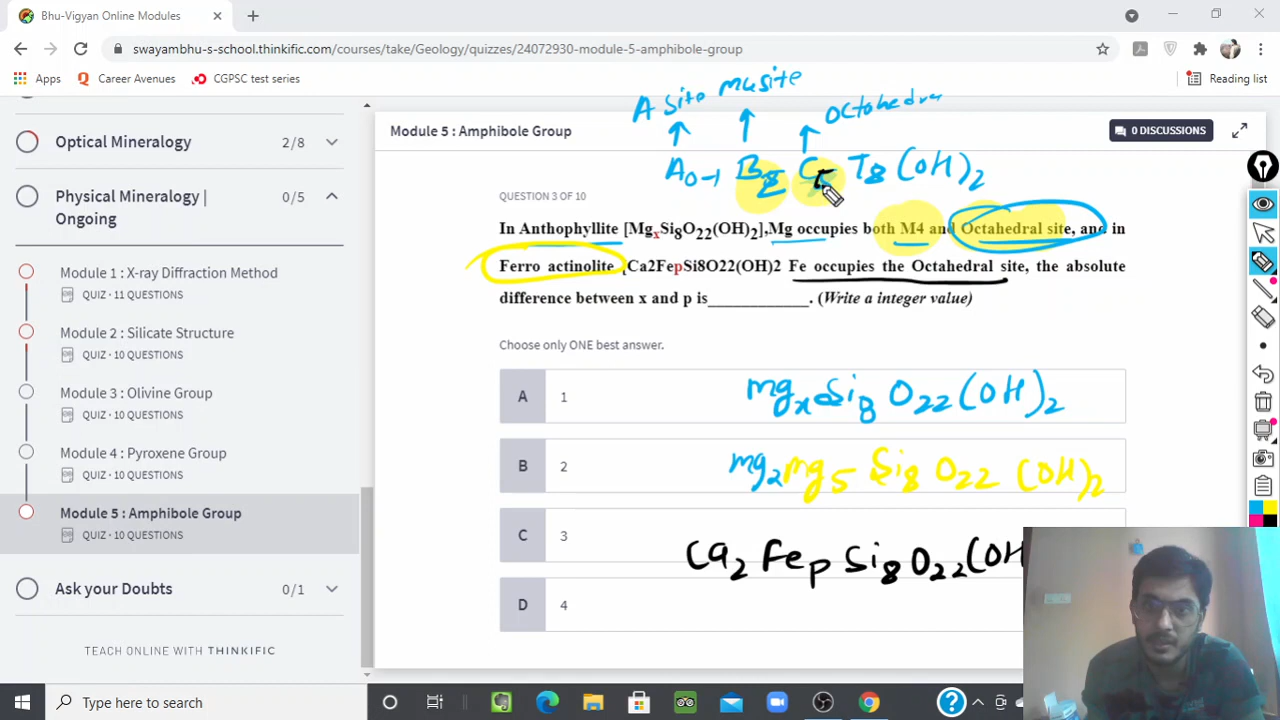 Bhu-Vigyan Online Modules
swayambhu-s-school.thinkific.com/courses/take/Geology/quizzes/24072930-module-5-amphibole-group
Apps
Career Avenues
CGPSC test series
Reading list
Optical Mineralogy
2/8
Physical Mineralogy | Ongoing
0/5
Module 1 : X-ray Diffraction Method
QUIZ · 11 QUESTIONS
Module 2 : Silicate Structure
QUIZ · 10 QUESTIONS
Module 3 : Olivine Group
QUIZ · 10 QUESTIONS
Module 4 : Pyroxene Group
QUIZ · 10 QUESTIONS
Module 5 : Amphibole Group
QUIZ · 10 QUESTIONS
Ask your Doubts
0/1
TEACH ONLINE WITH THINKIFIC
A site M4 site Octahedra
Module 5 : Amphibole Group
0 DISCUSSIONS
A0-1 B2 C5 T8 (OH)2
QUESTION 3 OF 10
In Anthophyllite [MgxSi8O22(OH)2],Mg occupies both M4 and Octahedral site, and in
Ferro actinolite [Ca2FepSi8O22(OH)2 Fe occupies the Octahedral site, the absolute
difference between x and p is____________. (Write a integer value)
Choose only ONE best answer.
A 1
Mgx Si8 O22 (OH)2
B 2
Mg2 Mg5 Si8 O22 (OH)2
C 3
Ca2 Fep Si8 O22 (OH
D 4
Type here to search